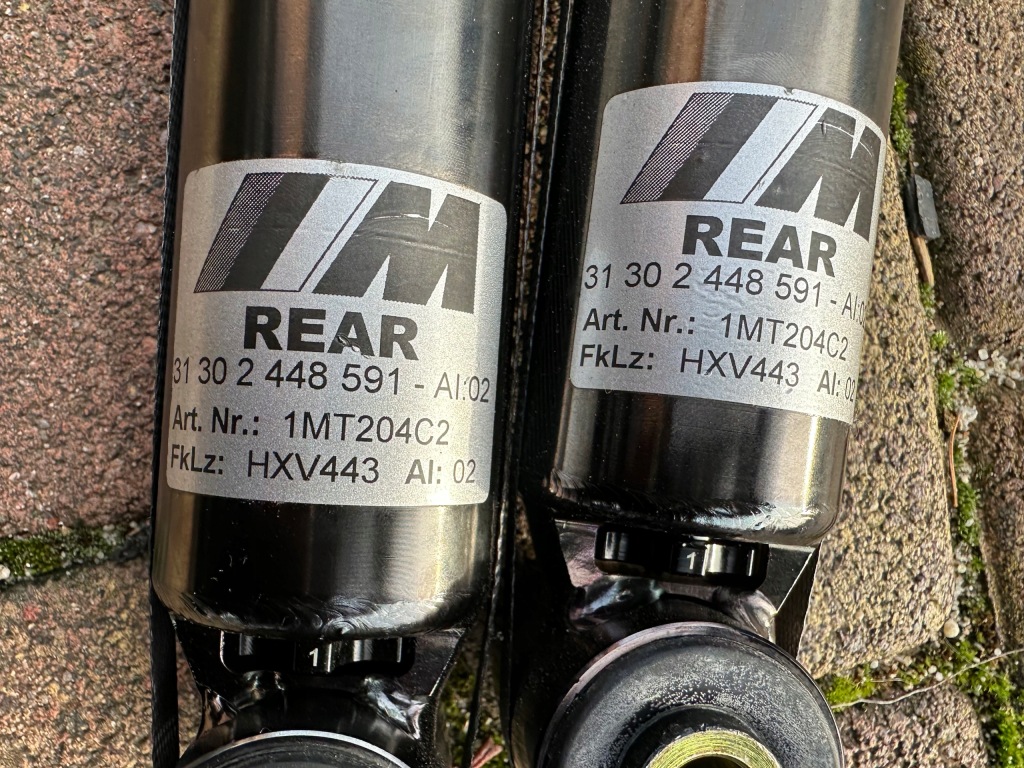 M
REAR
31 30 2 448 591 - AI:02
Art. Nr.: 1MT204C2
FkLz: HXV443 AI: 02
1
M
REAR
31 30 2 448 591 - AI:0
Art. Nr.: 1MT204C2
FkLz: HXV443 AI: 02
1